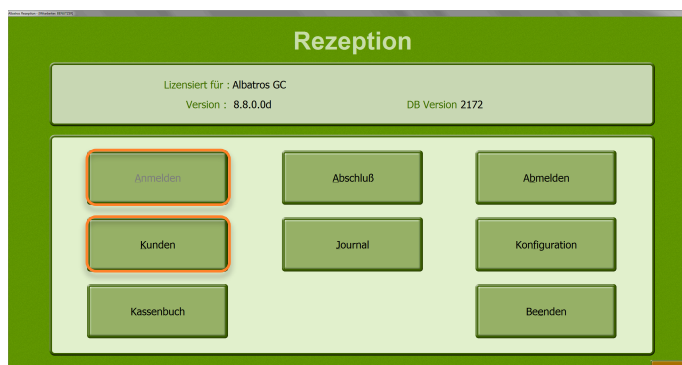 Rezeption
Lizensiert für : Albatros GC
Version : 8.8.0.0d DB Version 2172
Anmelden Abschluß Abmelden
Kunden Journal Konfiguration
Kassenbuch Beenden